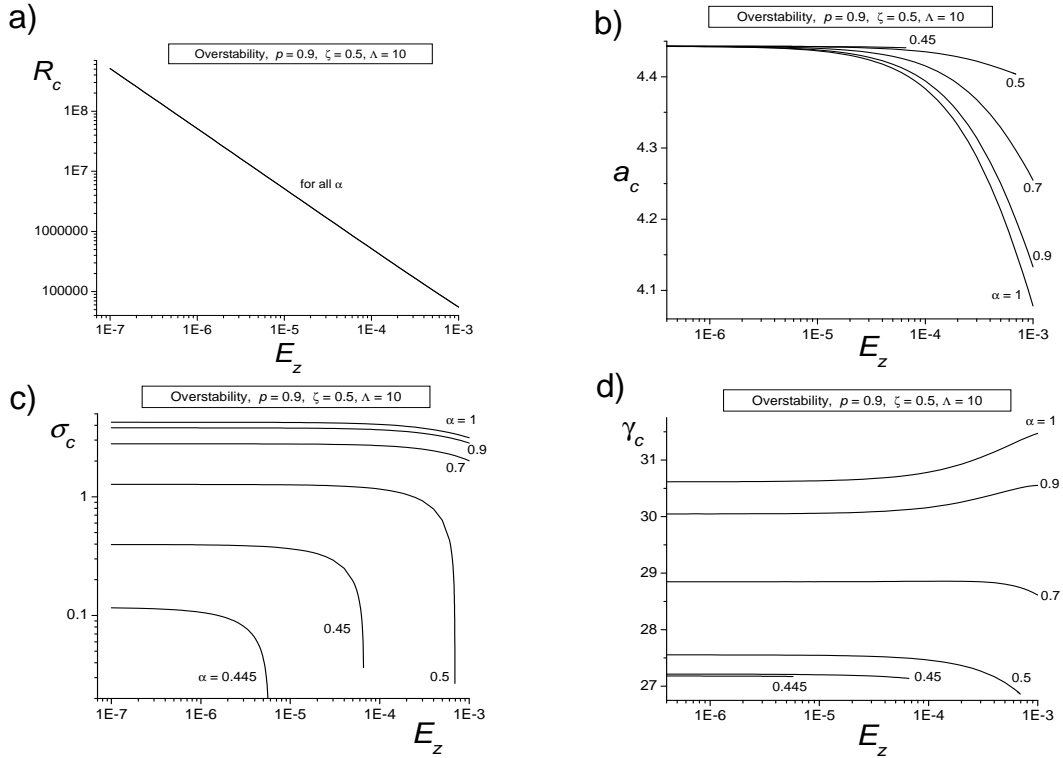 a)
Overstability, p = 0.9, ζ = 0.5, Λ = 10
R_c
1E8
1E7
1000000
100000
for all α
1E-7
1E-6
1E-5
1E-4
1E-3
E_z
b)
Overstability, p = 0.9, ζ = 0.5, Λ = 10
0.45
4.4
0.5
4.3
a_c
4.2
0.7
0.9
4.1
α = 1
1E-6
1E-5
1E-4
1E-3
E_z
c)
Overstability, p = 0.9, ζ = 0.5, Λ = 10
σ_c
α = 1
0.9
0.7
1
0.1
0.45
α = 0.445
0.5
1E-7
1E-6
1E-5
1E-4
1E-3
E_z
d)
Overstability, p = 0.9, ζ = 0.5, Λ = 10
γ_c
α = 1
31
0.9
30
29
0.7
28
0.5
0.45
0.445
27
1E-6
1E-5
1E-4
1E-3
E_z